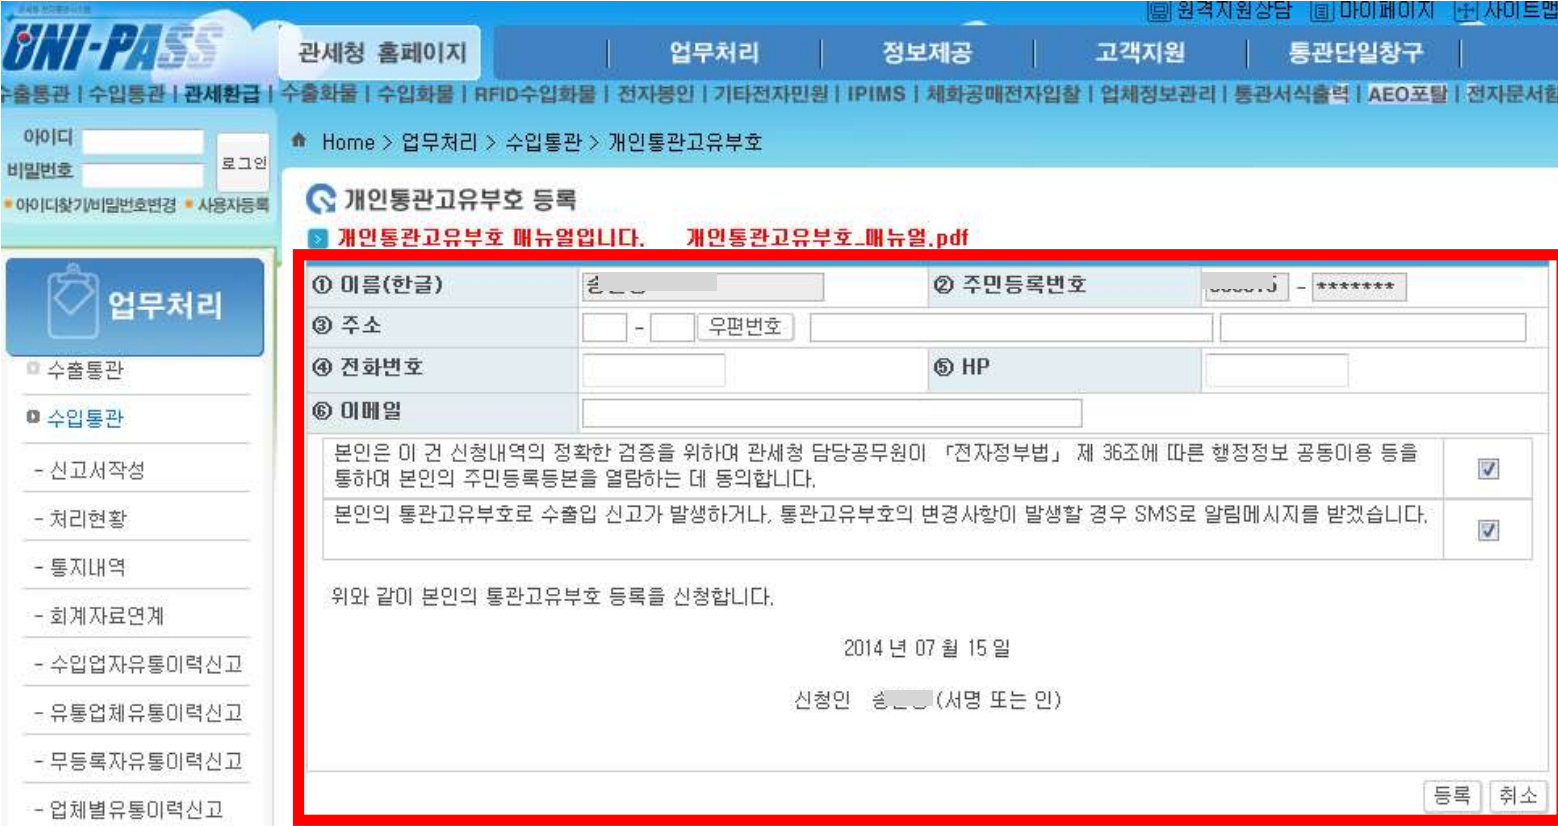 원격지원상담 마이페이지 사이트맵
UNI-PASS
관세청 홈페이지 업무처리 정보제공 고객지원 통관단일창구
수출통관 | 수입통관 | 관세환급 | 수출화물 | 수입화물 | RFID수입화물 | 전자봉인 | 기타전자민원 | IPIMS | 체화공매전자입찰 | 업체정보관리 | 통관서식출력 | AEO포탈 | 전자문서함
아이디
비밀번호
로그인
아이디찾기/비밀번호변경 사용자등록
Home > 업무처리 > 수입통관 > 개인통관고유부호
개인통관고유부호 등록
개인통관고유부호 매뉴얼입니다. 개인통관고유부호_매뉴얼.pdf
업무처리
수출통관
수입통관
- 신고서작성
- 처리현황
- 통지내역
- 회계자료연계
- 수입업자유통이력신고
- 유통업체유통이력신고
- 무등록자유통이력신고
- 업체별유통이력신고
① 이름(한글) ② 주민등록번호 - *******
③ 주소 - 우편번호
④ 전화번호 ⑤ HP
⑥ 이메일
본인은 이 건 신청내역의 정확한 검증을 위하여 관세청 담당공무원이 「전자정부법」 제 36조에 따른 행정정보 공동이용 등을
통하여 본인의 주민등록등본을 열람하는 데 동의합니다.
본인의 통관고유부호로 수출입 신고가 발생하거나, 통관고유부호의 변경사항이 발생할 경우 SMS로 알림메시지를 받겠습니다.
위와 같이 본인의 통관고유부호 등록을 신청합니다.
2014 년 07 월 15 일
신청인 (서명 또는 인)
등록 취소